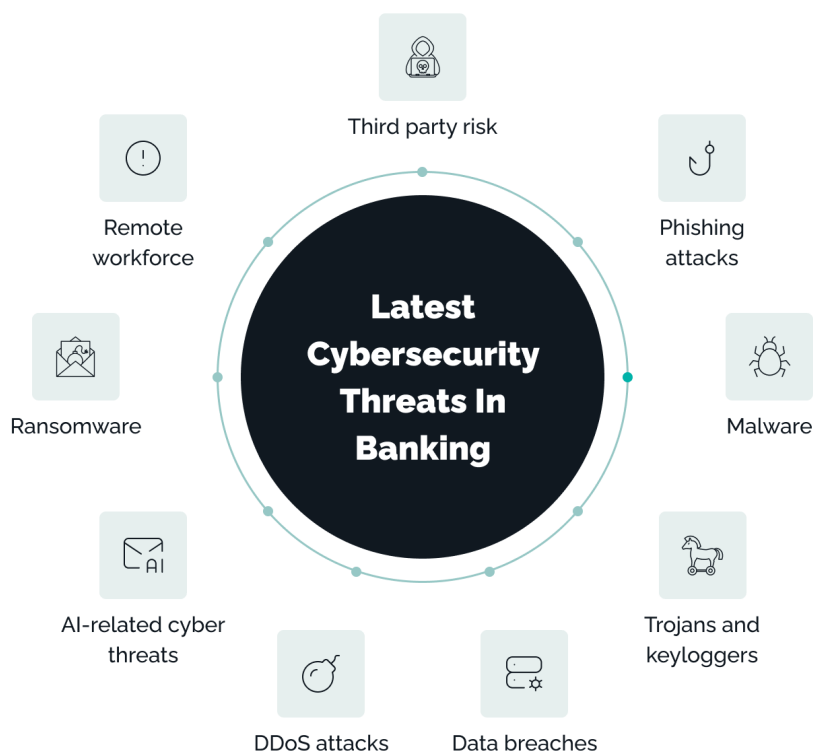 Third party risk
Remote
workforce
Phishing
attacks
Latest
Cybersecurity
Threats In
Banking
Ransomware
Malware
AI
AI-related cyber
threats
Trojans and
keyloggers
DDoS attacks
Data breaches